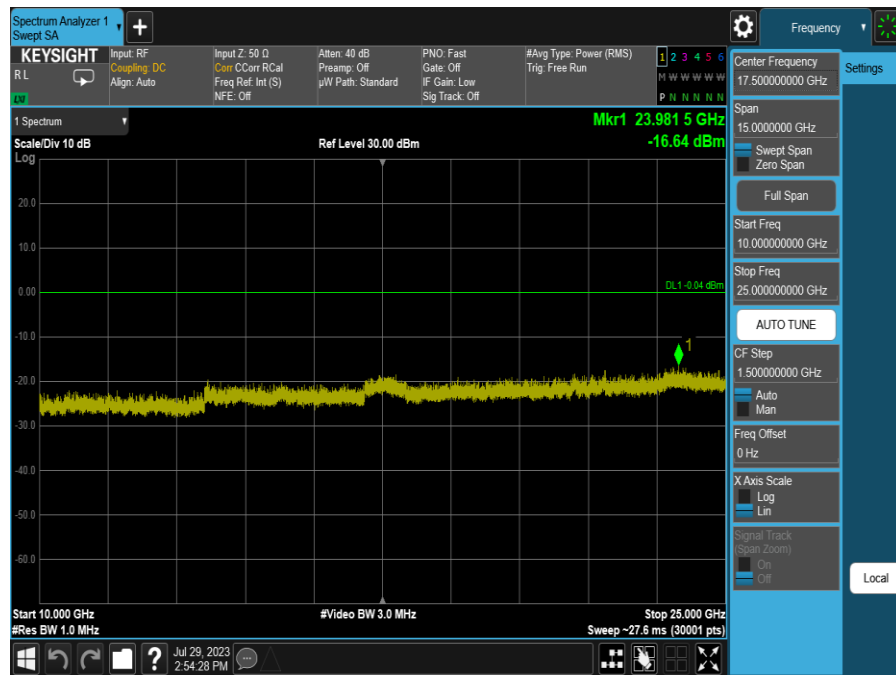 Spectrum Analyzer 1
Swept SA
Frequency
KEYSIGHT
R L
LXI
Input: RF
Coupling: DC
Align: Auto
Input Z: 50 Ω
Corr CCorr RCal
Freq Ref: Int (S)
NFE: Off
Atten: 40 dB
Preamp: Off
µW Path: Standard
PNO: Fast
Gate: Off
IF Gain: Low
Sig Track: Off
#Avg Type: Power (RMS)
Trig: Free Run
1 2 3 4 5 6
M W W W W W
P N N N N N
1 Spectrum
Mkr1 23.981 5 GHz
Scale/Div 10 dB
Ref Level 30.00 dBm
-16.64 dBm
Log
20.0
10.0
0.00
DL1 -0.04 dBm
-10.0
1
-20.0
-30.0
-40.0
-50.0
-60.0
Start 10.000 GHz
#Video BW 3.0 MHz
Stop 25.000 GHz
#Res BW 1.0 MHz
Sweep ~27.6 ms (30001 pts)
Jul 29, 2023
2:54:28 PM
?
Center Frequency
17.500000000 GHz
Settings
Span
15.0000000 GHz
Swept Span
Zero Span
Full Span
Start Freq
10.000000000 GHz
Stop Freq
25.000000000 GHz
AUTO TUNE
CF Step
1.500000000 GHz
Auto
Man
Freq Offset
0 Hz
X Axis Scale
Log
Lin
Signal Track
(Span Zoom)
On
Off
Local